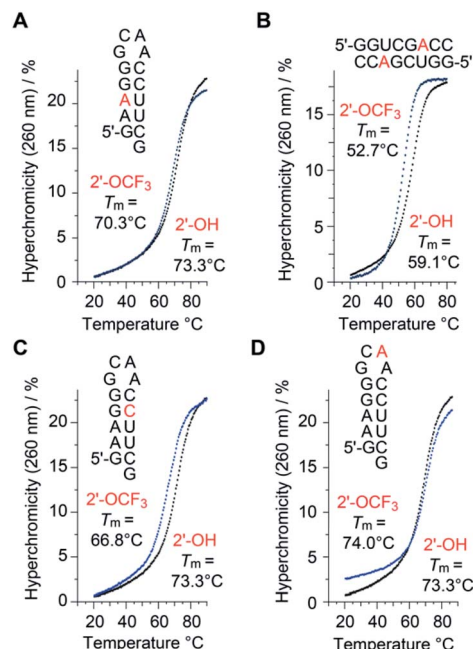 A
C A
G A
G C
G C
A U
A U
5'-G C
G
Hyperchromicity (260 nm) / %
20
15
10
5
0
2'-OCF3
Tm =
70.3°C
2'-OH
Tm =
73.3°C
20 40 60 80
Temperature °C
B
5'-GGUCGACC
CCAGCUGG-5'
Hyperchromicity (260 nm) / %
15
10
5
0
2'-OCF3
Tm =
52.7°C
2'-OH
Tm =
59.1°C
20 40 60 80
Temperature °C
C
C A
G A
G C
G C
A U
A U
5'-G C
G
Hyperchromicity (260 nm) / %
20
15
10
5
0
2'-OCF3
Tm =
66.8°C
2'-OH
Tm =
73.3°C
20 40 60 80
Temperature °C
D
C A
G A
G C
G C
A U
A U
5'-G C
G
Hyperchromicity (260 nm) / %
20
15
10
5
0
2'-OCF3
Tm =
74.0°C
2'-OH
Tm =
73.3°C
20 40 60 80
Temperature °C